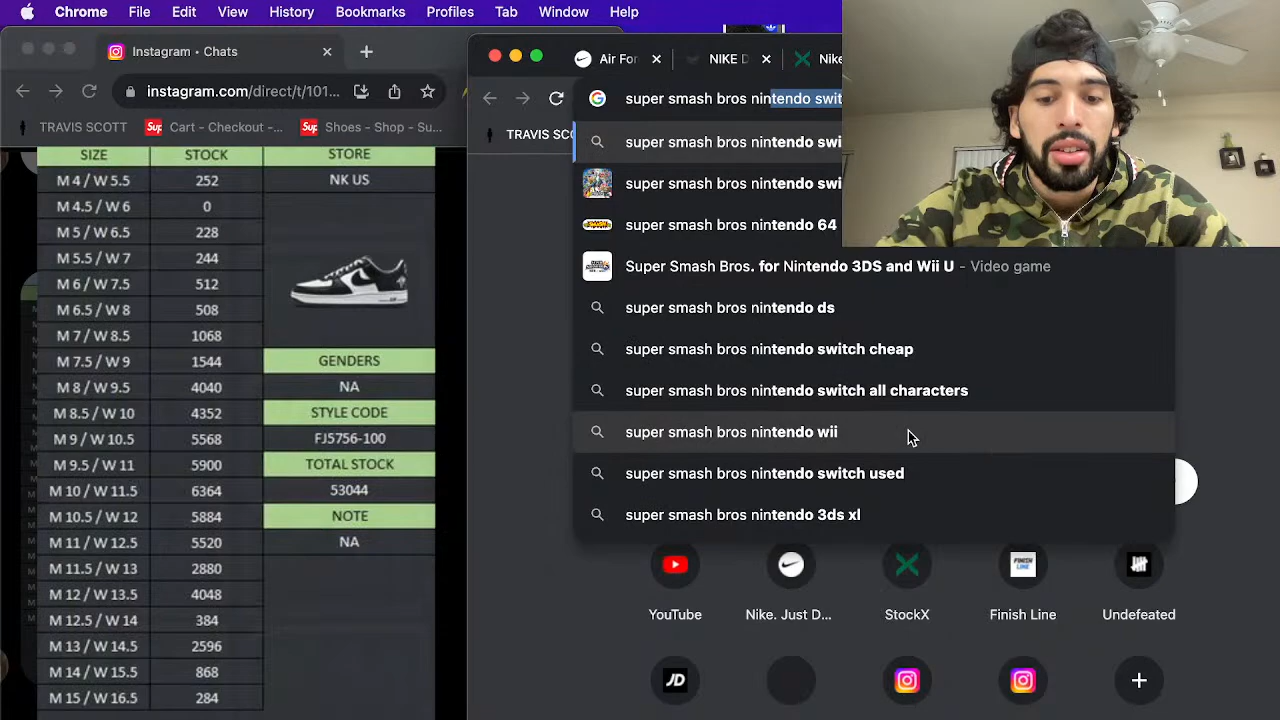 Chrome File Edit View History Bookmarks Profiles Tab Window Help
Instagram • Chats
instagram.com/direct/t/101...
TRAVIS SCOTT Sup Cart - Checkout -... Sup Shoes - Shop - Su...
SIZE STOCK STORE
M 4 / W 5.5 252 NK US
M 4.5 / W 6 0
M 5 / W 6.5 228
M 5.5 / W 7 244
M 6 / W 7.5 512
M 6.5 / W 8 508
M 7 / W 8.5 1068
M 7.5 / W 9 1544 GENDERS
M 8 / W 9.5 4040 NA
M 8.5 / W 10 4352 STYLE CODE
M 9 / W 10.5 5568 FJ5756-100
M 9.5 / W 11 5900 TOTAL STOCK
M 10 / W 11.5 6364 53044
M 10.5 / W 12 5884 NOTE
M 11 / W 12.5 5520 NA
M 11.5 / W 13 2880
M 12 / W 13.5 4048
M 12.5 / W 14 384
M 13 / W 14.5 2596
M 14 / W 15.5 868
M 15 / W 16.5 284
Air For NIKE D Nike
super smash bros nintendo swit
TRAVIS SC
super smash bros nintendo swi
super smash bros nintendo swi
super smash bros nintendo 64
Super Smash Bros. for Nintendo 3DS and Wii U - Video game
super smash bros nintendo ds
super smash bros nintendo switch cheap
super smash bros nintendo switch all characters
super smash bros nintendo wii
super smash bros nintendo switch used
super smash bros nintendo 3ds xl
YouTube Nike. Just D... StockX Finish Line Undefeated
FINISH LINE
JD